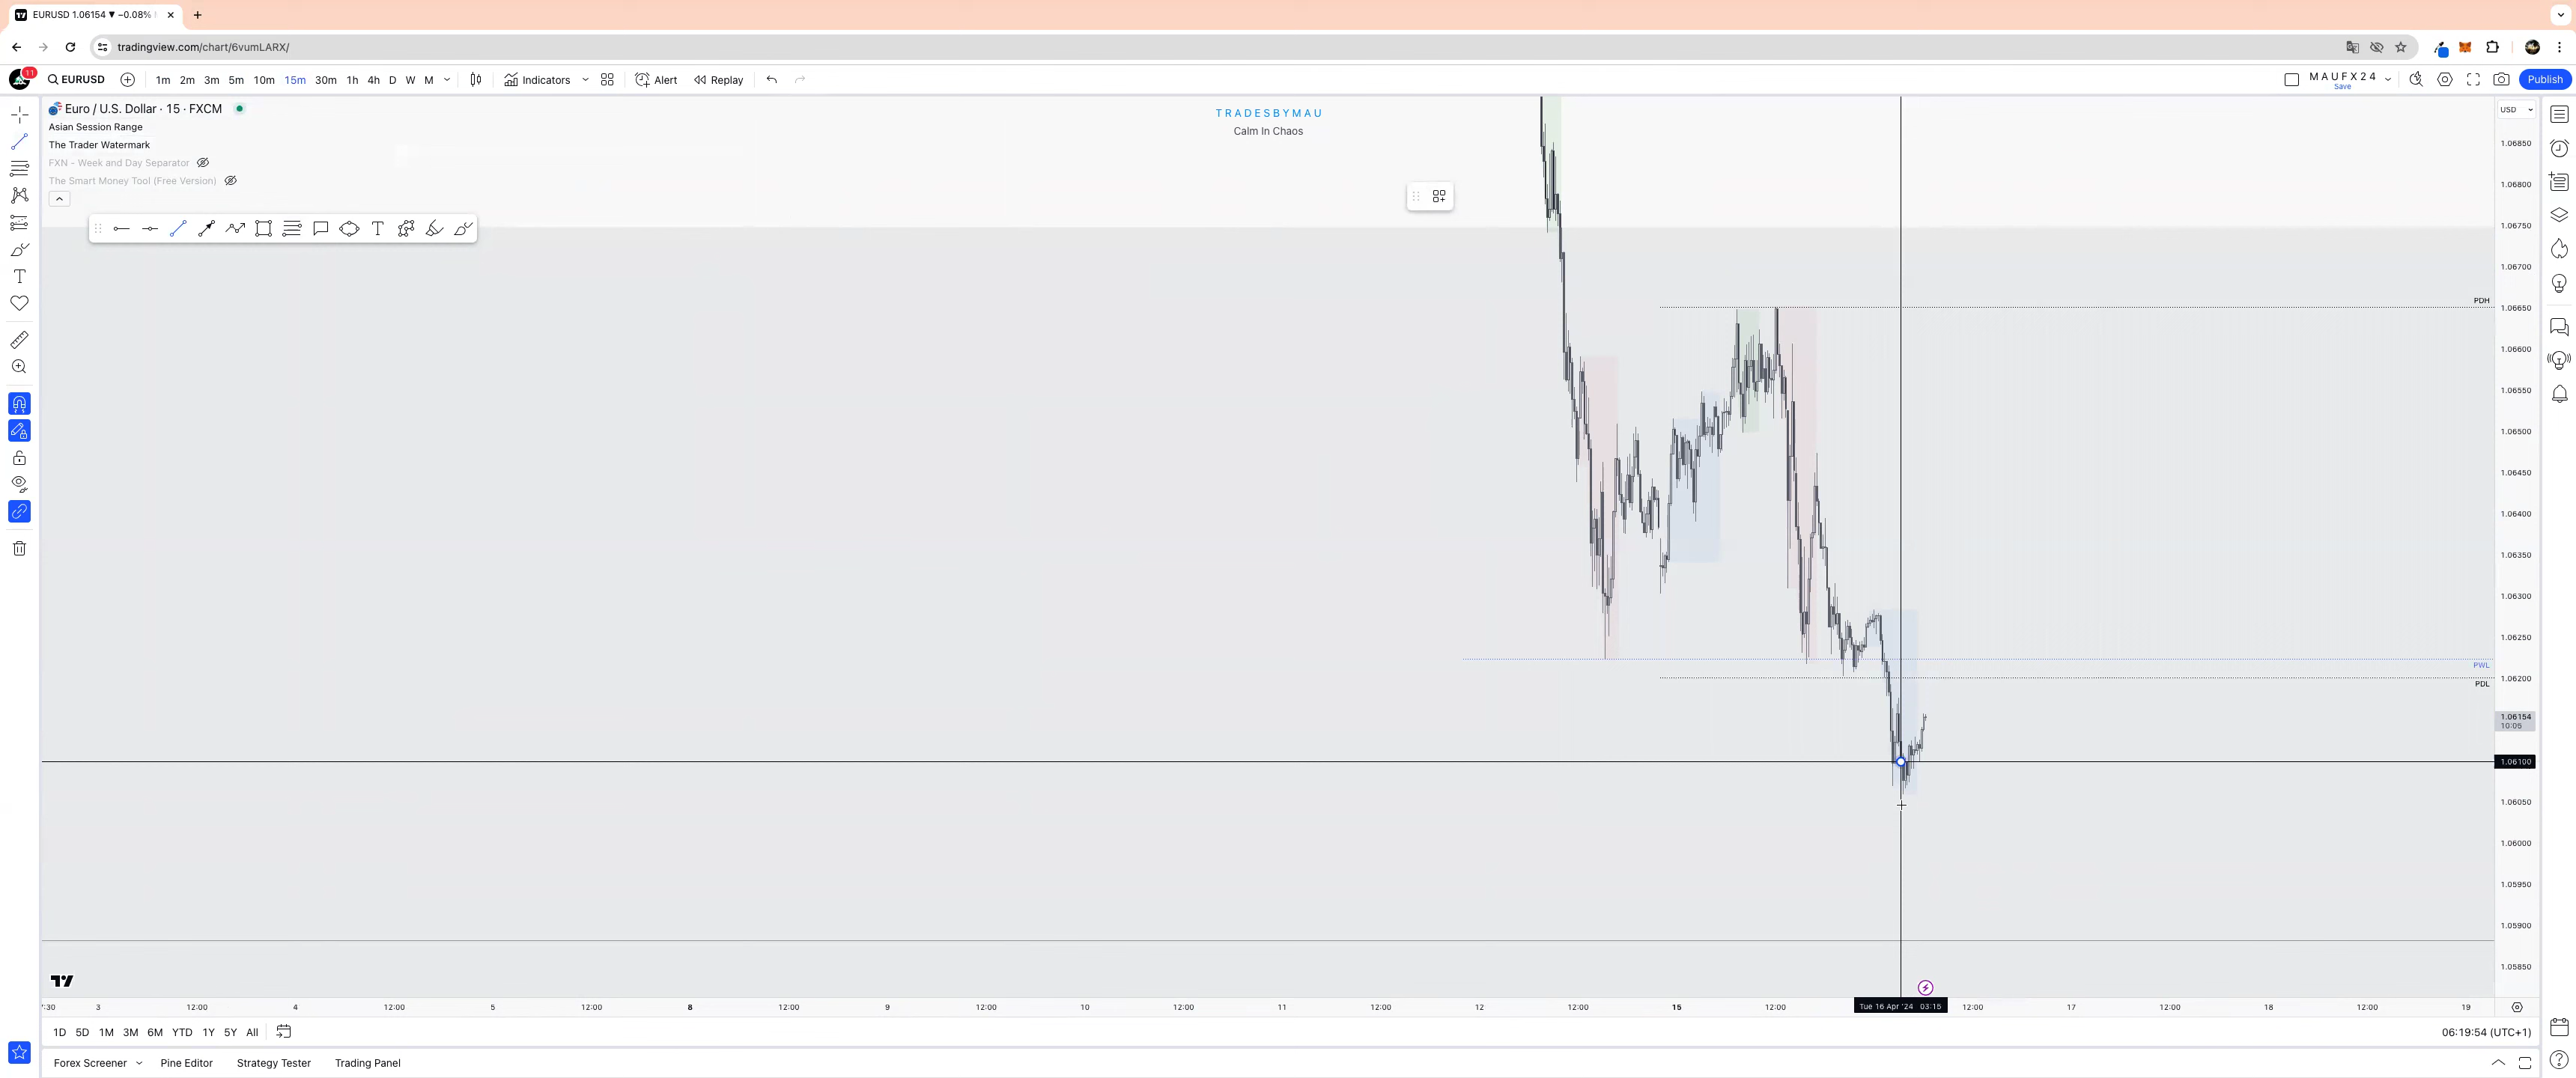 EURUSD 1.06154 ▼ −0.08%
tradingview.com/chart/6vumLARX/
11
EURUSD
1m 2m 3m 5m 10m 15m 30m 1h 4h D W M
Indicators
Alert
Replay
MAUFX24
Save
Publish
Euro / U.S. Dollar · 15 · FXCM
Asian Session Range
The Trader Watermark
FXN - Week and Day Separator
The Smart Money Tool (Free Version)
TRADESBYMAU
Calm In Chaos
USD
1.06850
1.06800
1.06750
1.06700
PDH
1.06650
1.06600
1.06550
1.06500
1.06450
1.06400
1.06350
1.06300
1.06250
PWL
1.06200
PDL
1.06154
10:05
1.06100
1.06050
1.06000
1.05950
1.05900
1.05850
:30 3 12:00 4 12:00 5 12:00 8 12:00 9 12:00 10 12:00 11 12:00 12 12:00 15 12:00 Tue 16 Apr '24 03:15 12:00 17 12:00 18 12:00 19
1D 5D 1M 3M 6M YTD 1Y 5Y All
06:19:54 (UTC+1)
Forex Screener
Pine Editor
Strategy Tester
Trading Panel